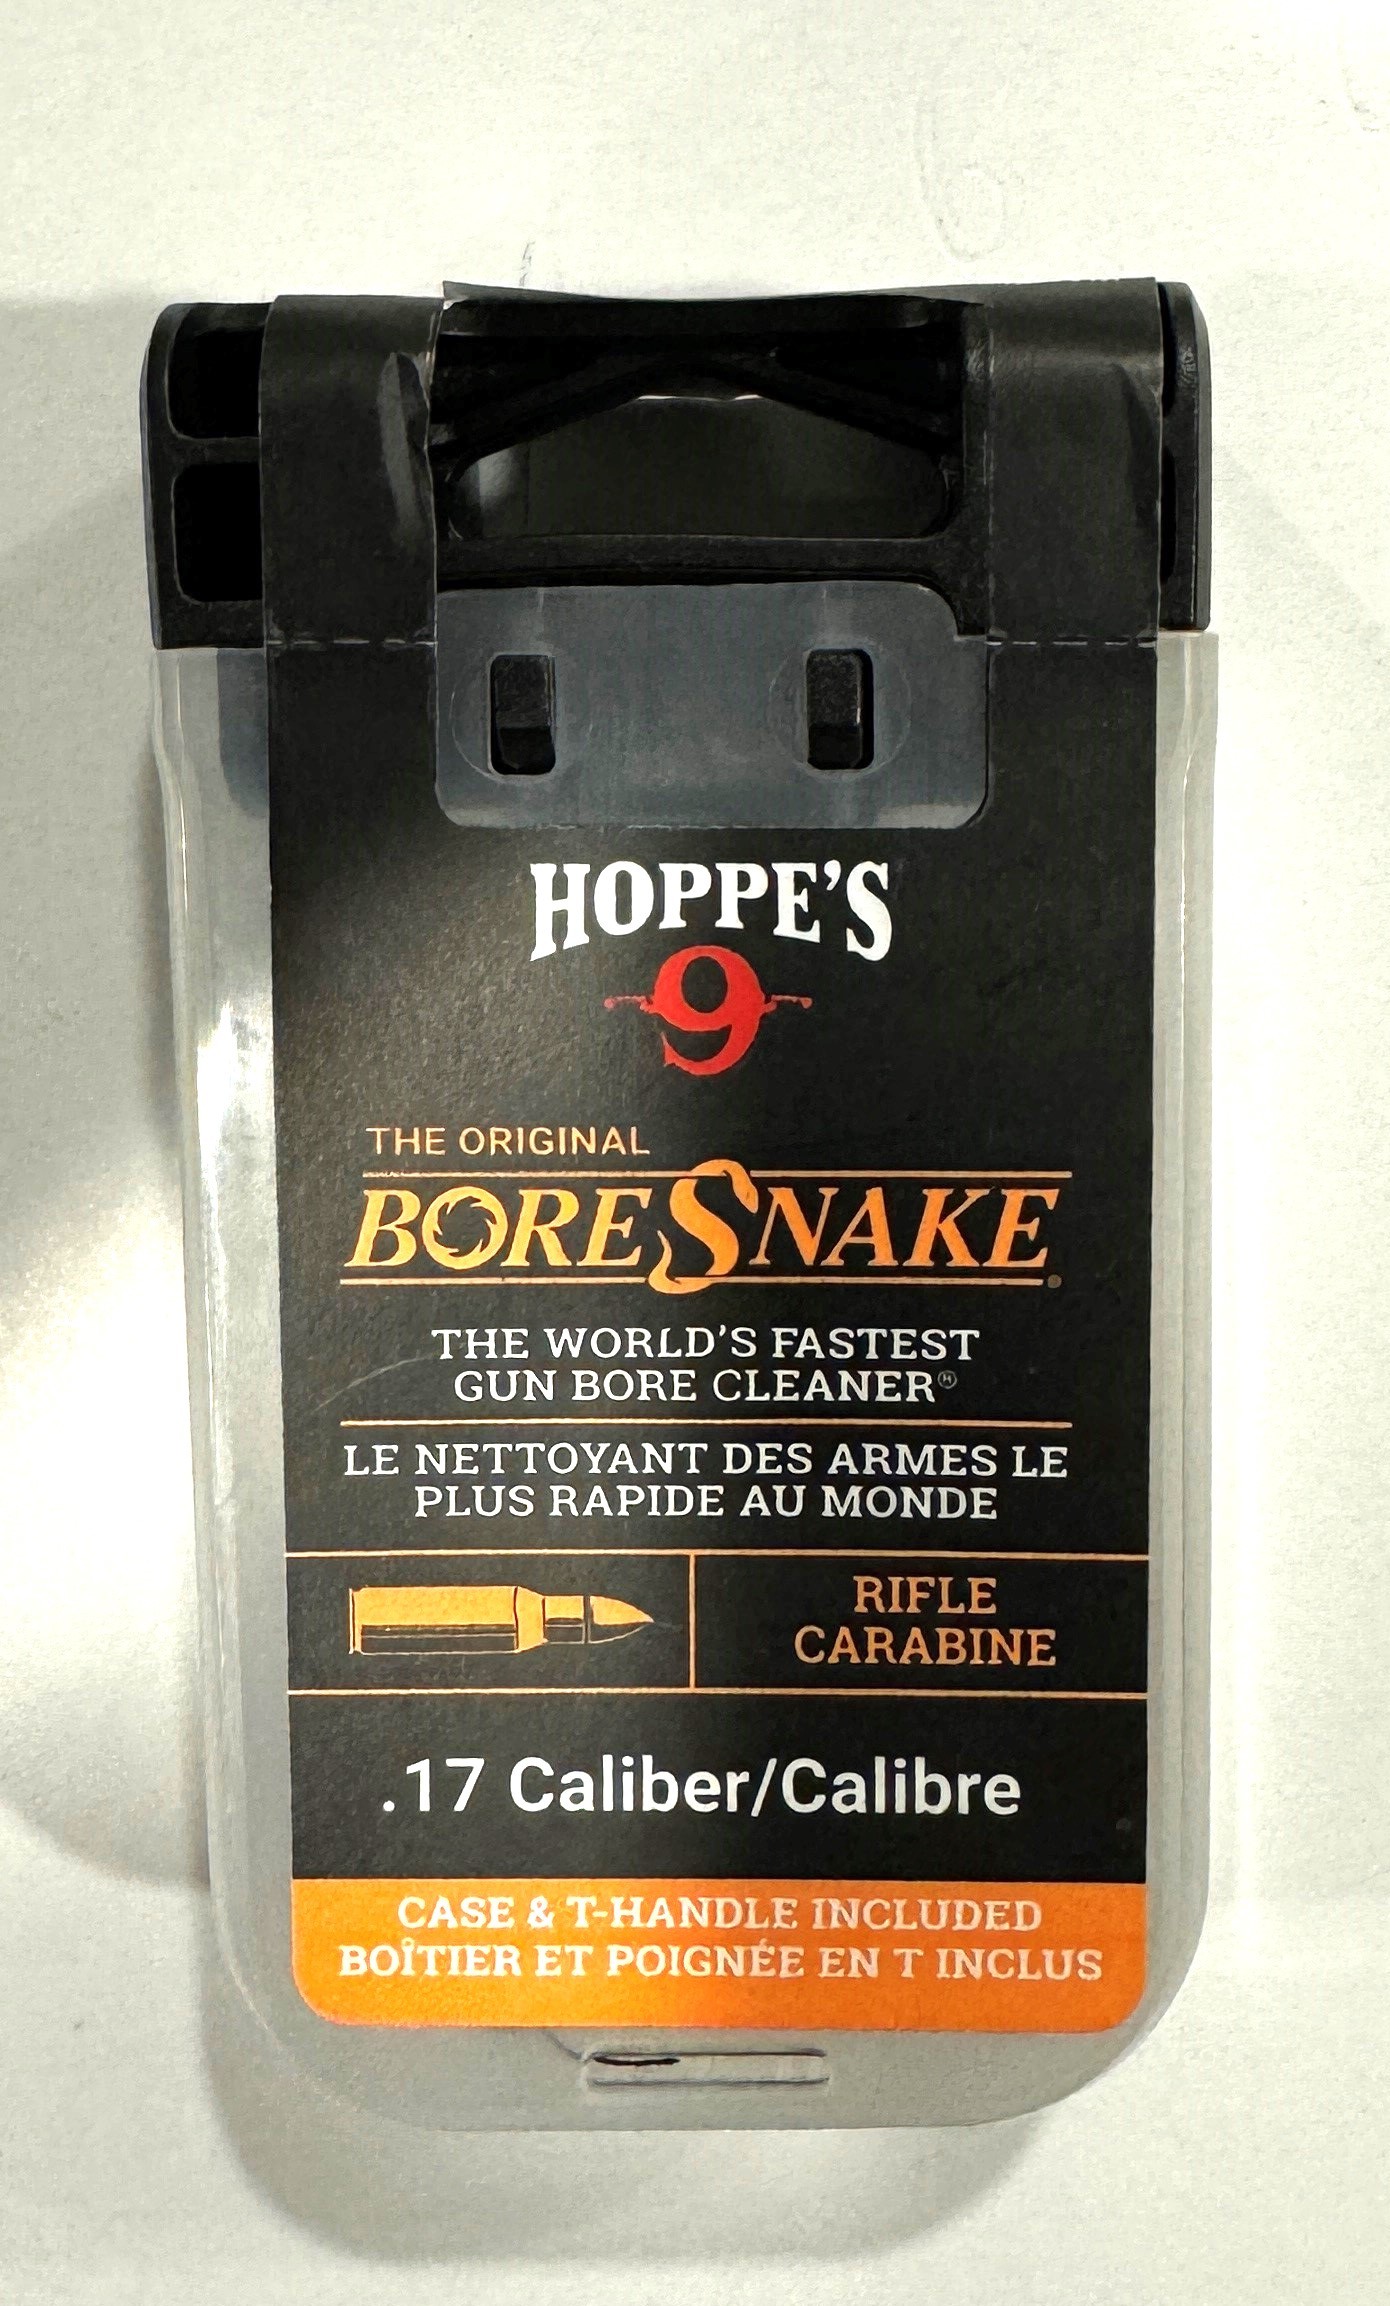 HOPPE'S
9
THE ORIGINAL
BORESNAKE
THE WORLD'S FASTEST
GUN BORE CLEANER
LE NETTOYANT DES ARMES LE
PLUS RAPIDE AU MONDE
RIFLE
CARABINE
.17 Caliber/Calibre
CASE & T-HANDLE INCLUDED
BOÎTIER ET POIGNÉE EN T INCLUS